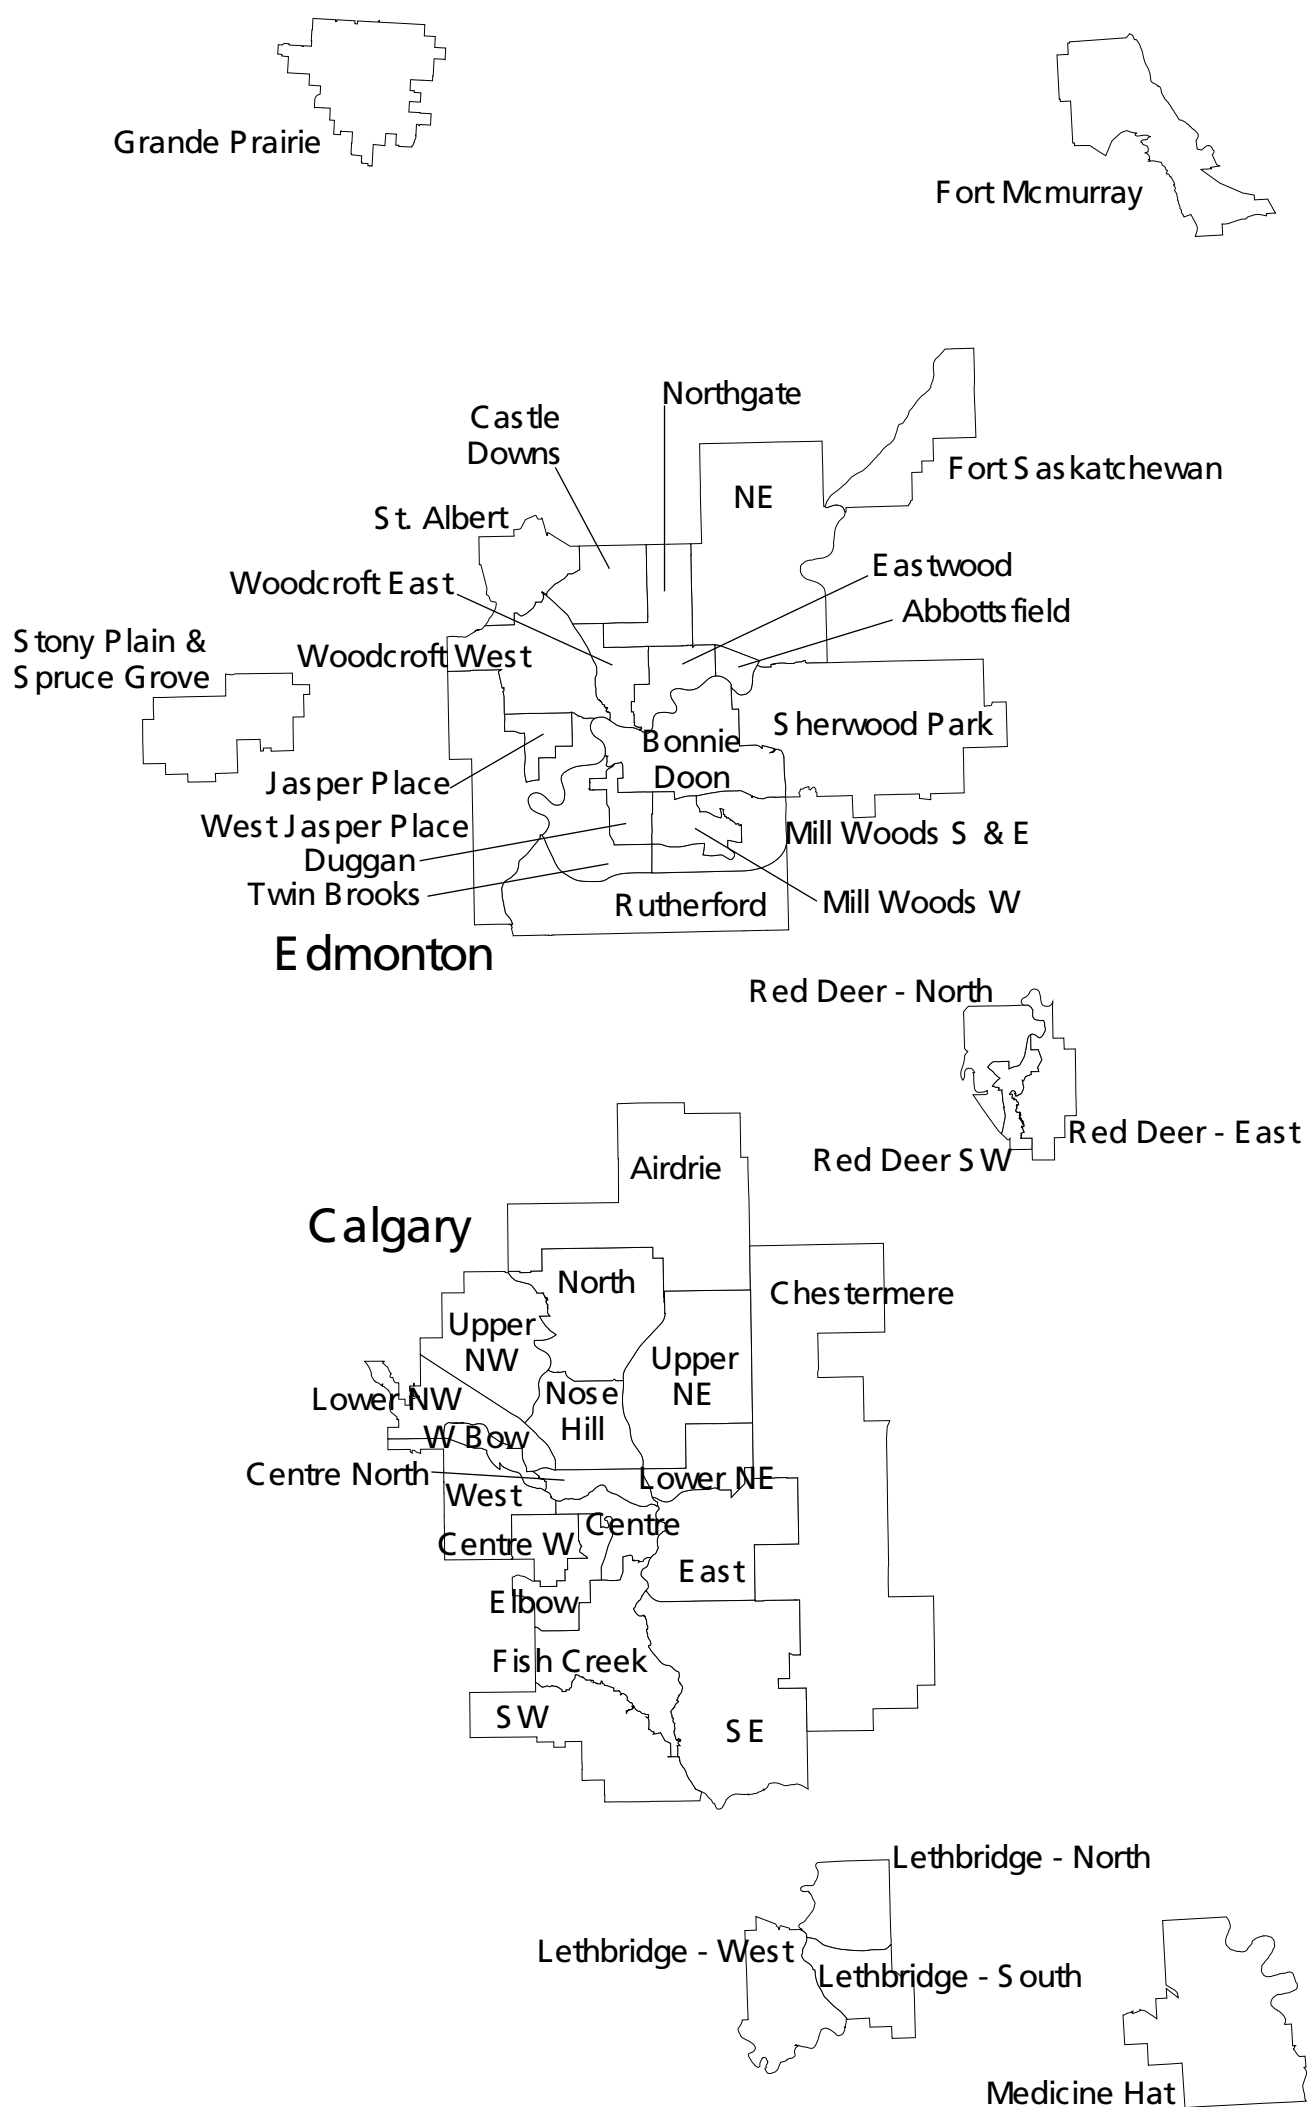 Grande Prairie
Fort Mcmurray
Northgate
Castle
Downs
NE
Fort Saskatchewan
St. Albert
Eastwood
Woodcroft East
Abbottsfield
Stony Plain &
Spruce Grove
Woodcroft West
Sherwood Park
Bonnie
Doon
Jasper Place
West Jasper Place
Mill Woods S & E
Duggan
Twin Brooks
Rutherford
Mill Woods W
Edmonton
Red Deer - North
Red Deer - East
Red Deer SW
Airdrie
Calgary
North
Chestermere
Upper
NW
Upper
NE
Lower NW
Nose
Hill
W Bow
Centre North
Lower NE
West
Centre
Centre W
East
Elbow
Fish Creek
SW
SE
Lethbridge - North
Lethbridge - West
Lethbridge - South
Medicine Hat